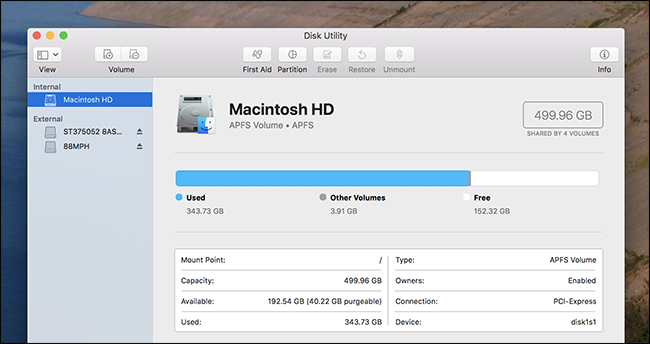 Disk Utility
View Volume First Aid Partition Erase Restore Unmount Info
Internal
Macintosh HD
External
ST375052 8AS...
88MPH
Macintosh HD
APFS Volume • APFS
499.96 GB
SHARED BY 4 VOLUMES
Used Other Volumes Free
343.73 GB 3.91 GB 152.32 GB
Mount Point: / Type: APFS Volume
Capacity: 499.96 GB Owners: Enabled
Available: 192.54 GB (40.22 GB purgeable) Connection: PCI-Express
Used: 343.73 GB Device: disk1s1